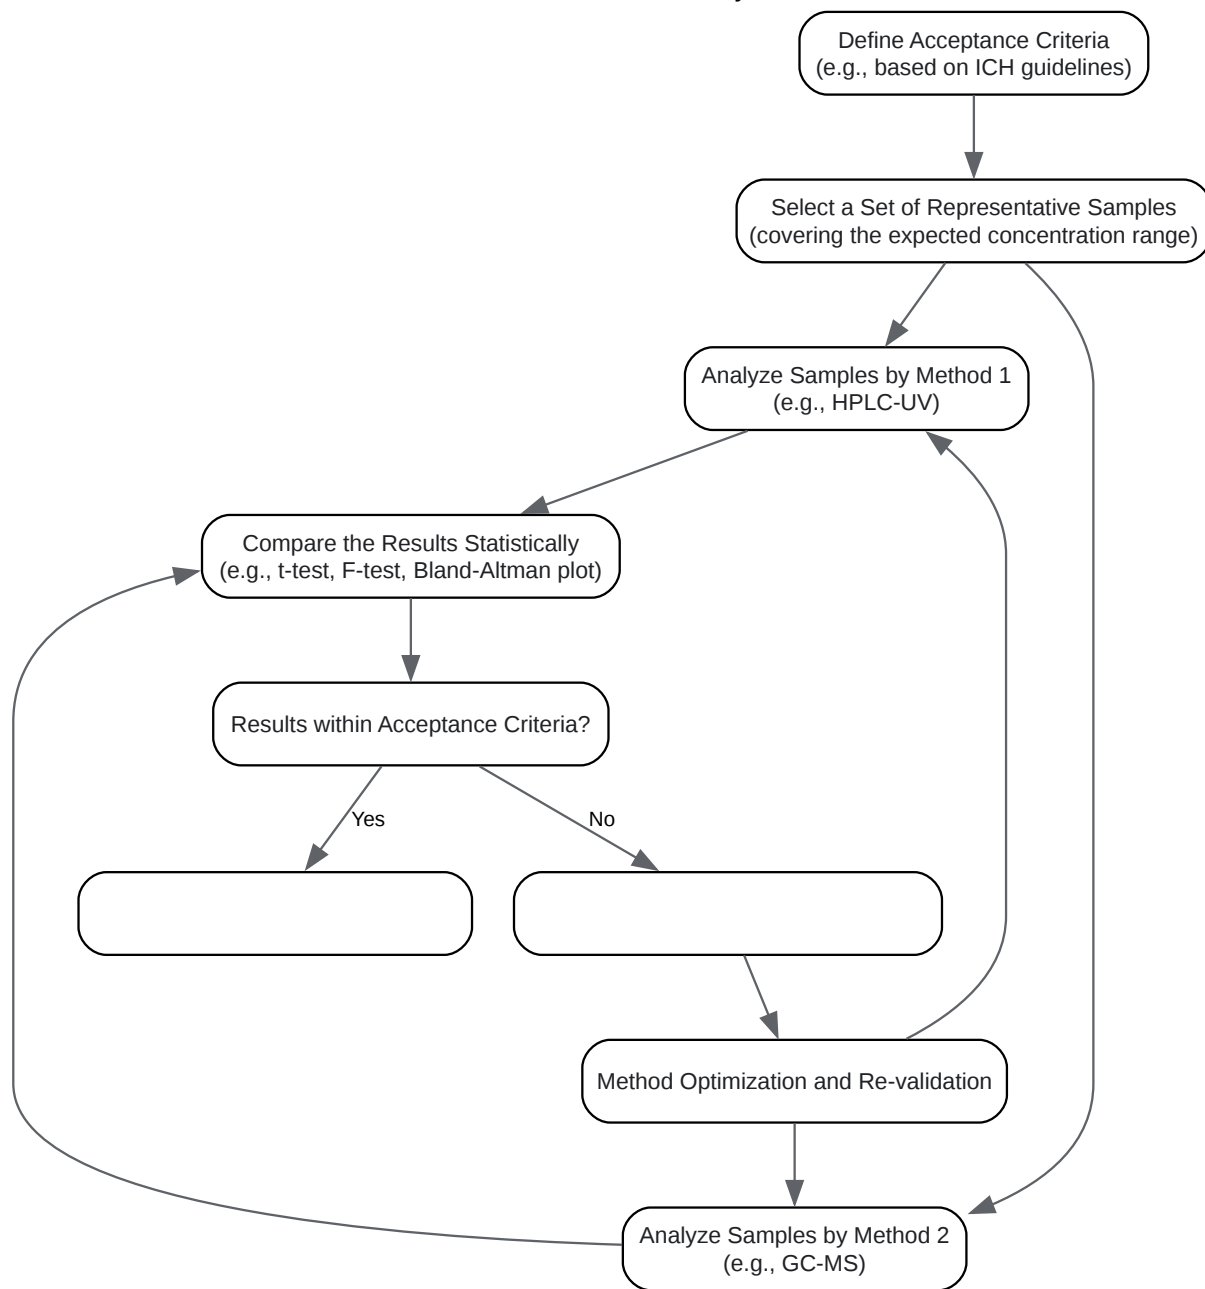 Define Acceptance Criteria
(e.g., based on ICH guidelines)
Select a Set of Representative Samples
(covering the expected concentration range)
Analyze Samples by Method 1
(e.g., HPLC-UV)
Compare the Results Statistically
(e.g., t-test, F-test, Bland-Altman plot)
Results within Acceptance Criteria?
Yes
No
Method Optimization and Re-validation
Analyze Samples by Method 2
(e.g., GC-MS)